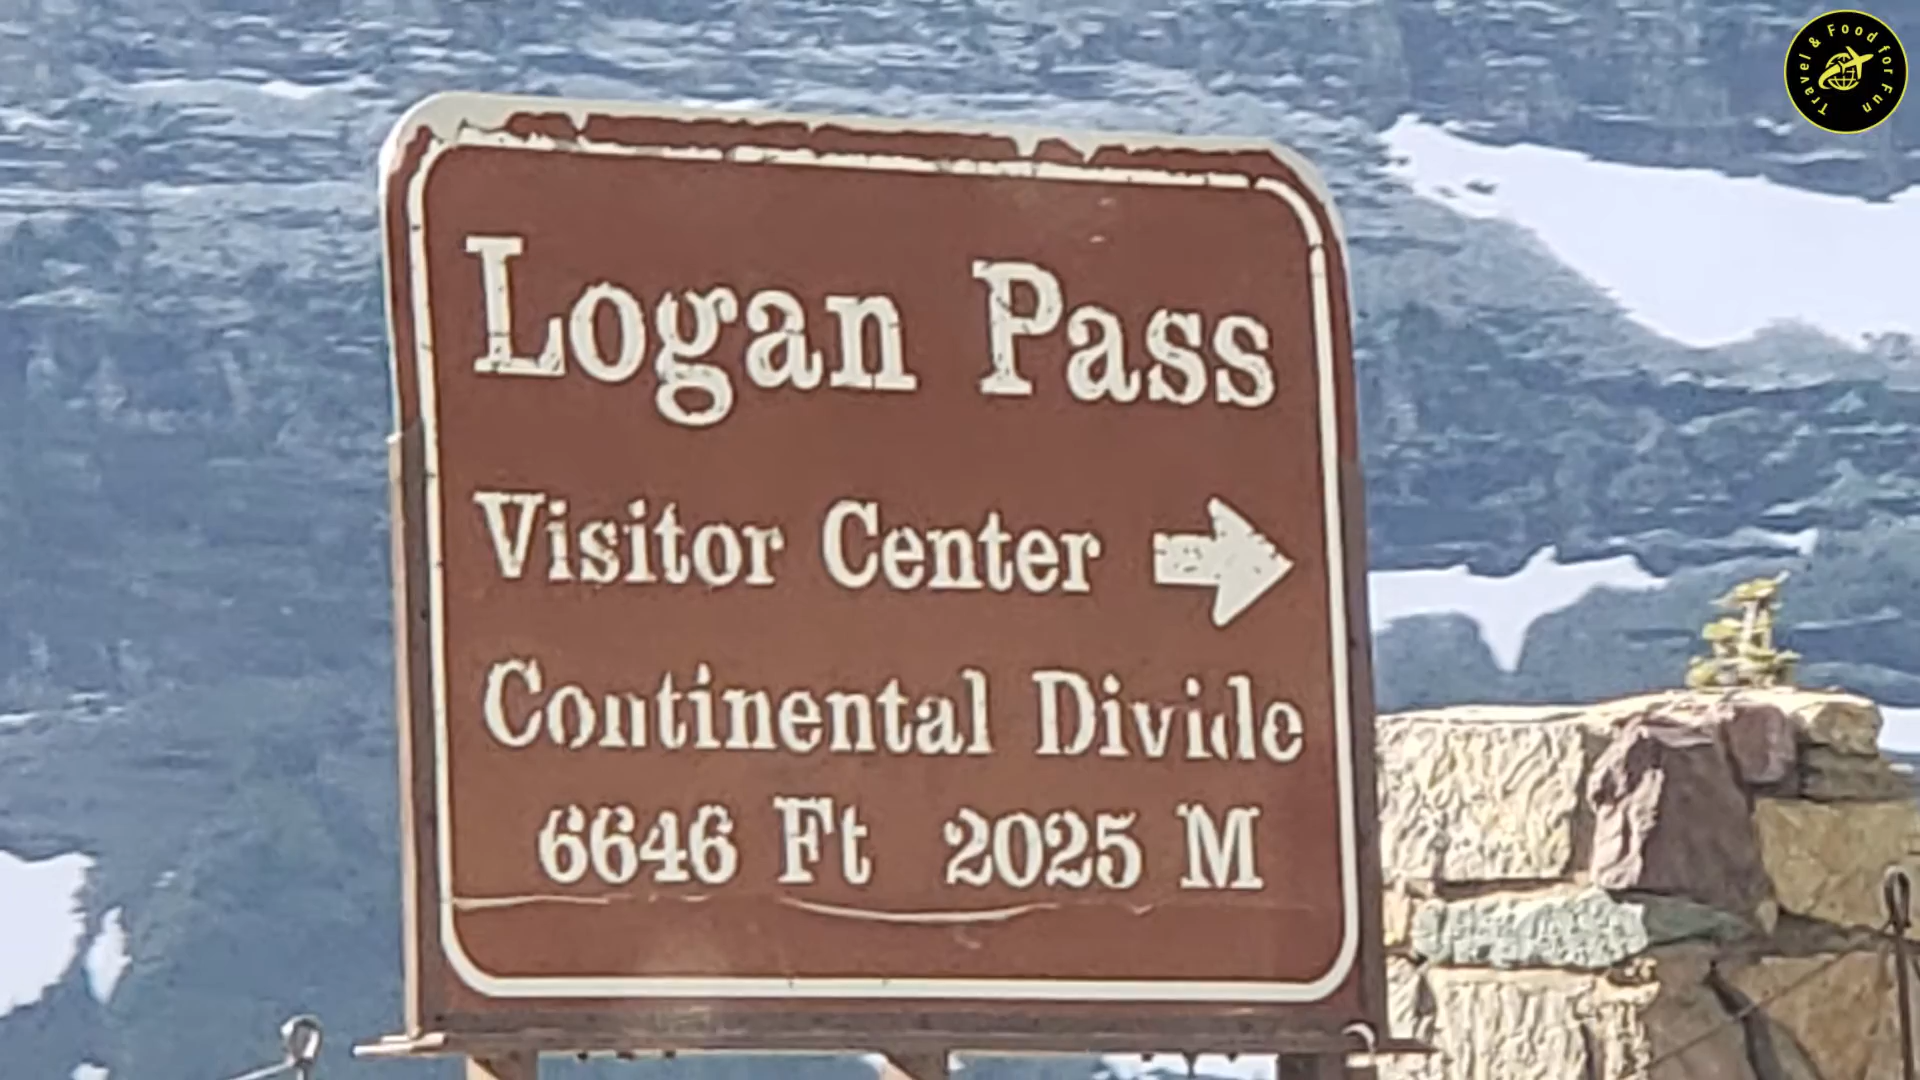 Travel & Food for Fun
Logan Pass
Visitor Center
Continental Divide
6646 Ft 2025 M